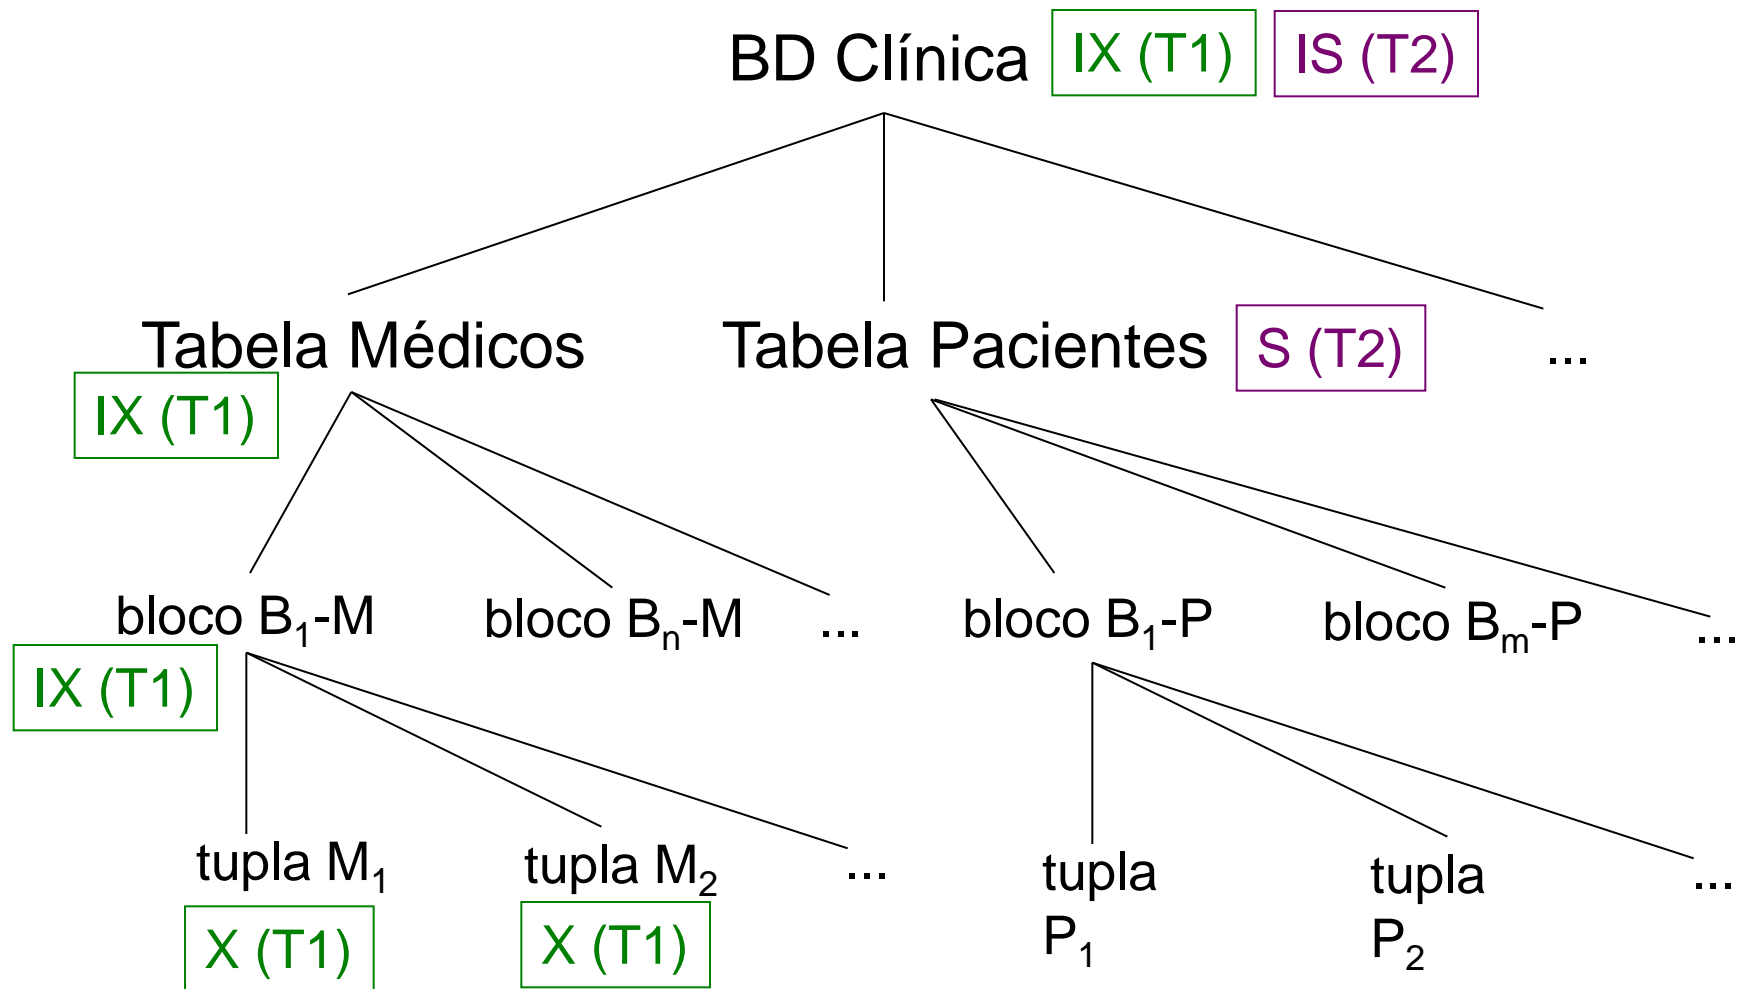 BD Clínica IX (T1) IS (T2)
Tabela Médicos Tabela Pacientes S (T2) ...
IX (T1)
bloco B₁-M bloco Bₙ-M ... bloco B₁-P bloco Bₘ-P ...
IX (T1)
tupla M₁ tupla M₂ ... tupla P₁ tupla P₂ ...
X (T1) X (T1)